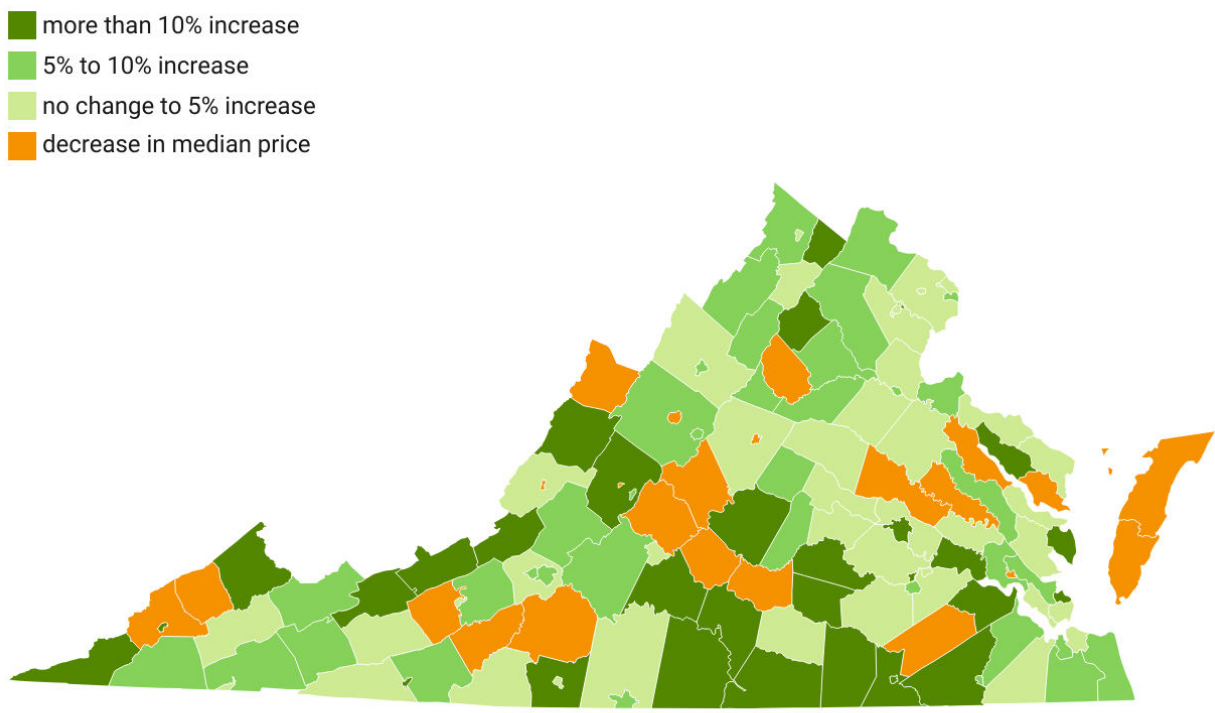 more than 10% increase
5% to 10% increase
no change to 5% increase
decrease in median price